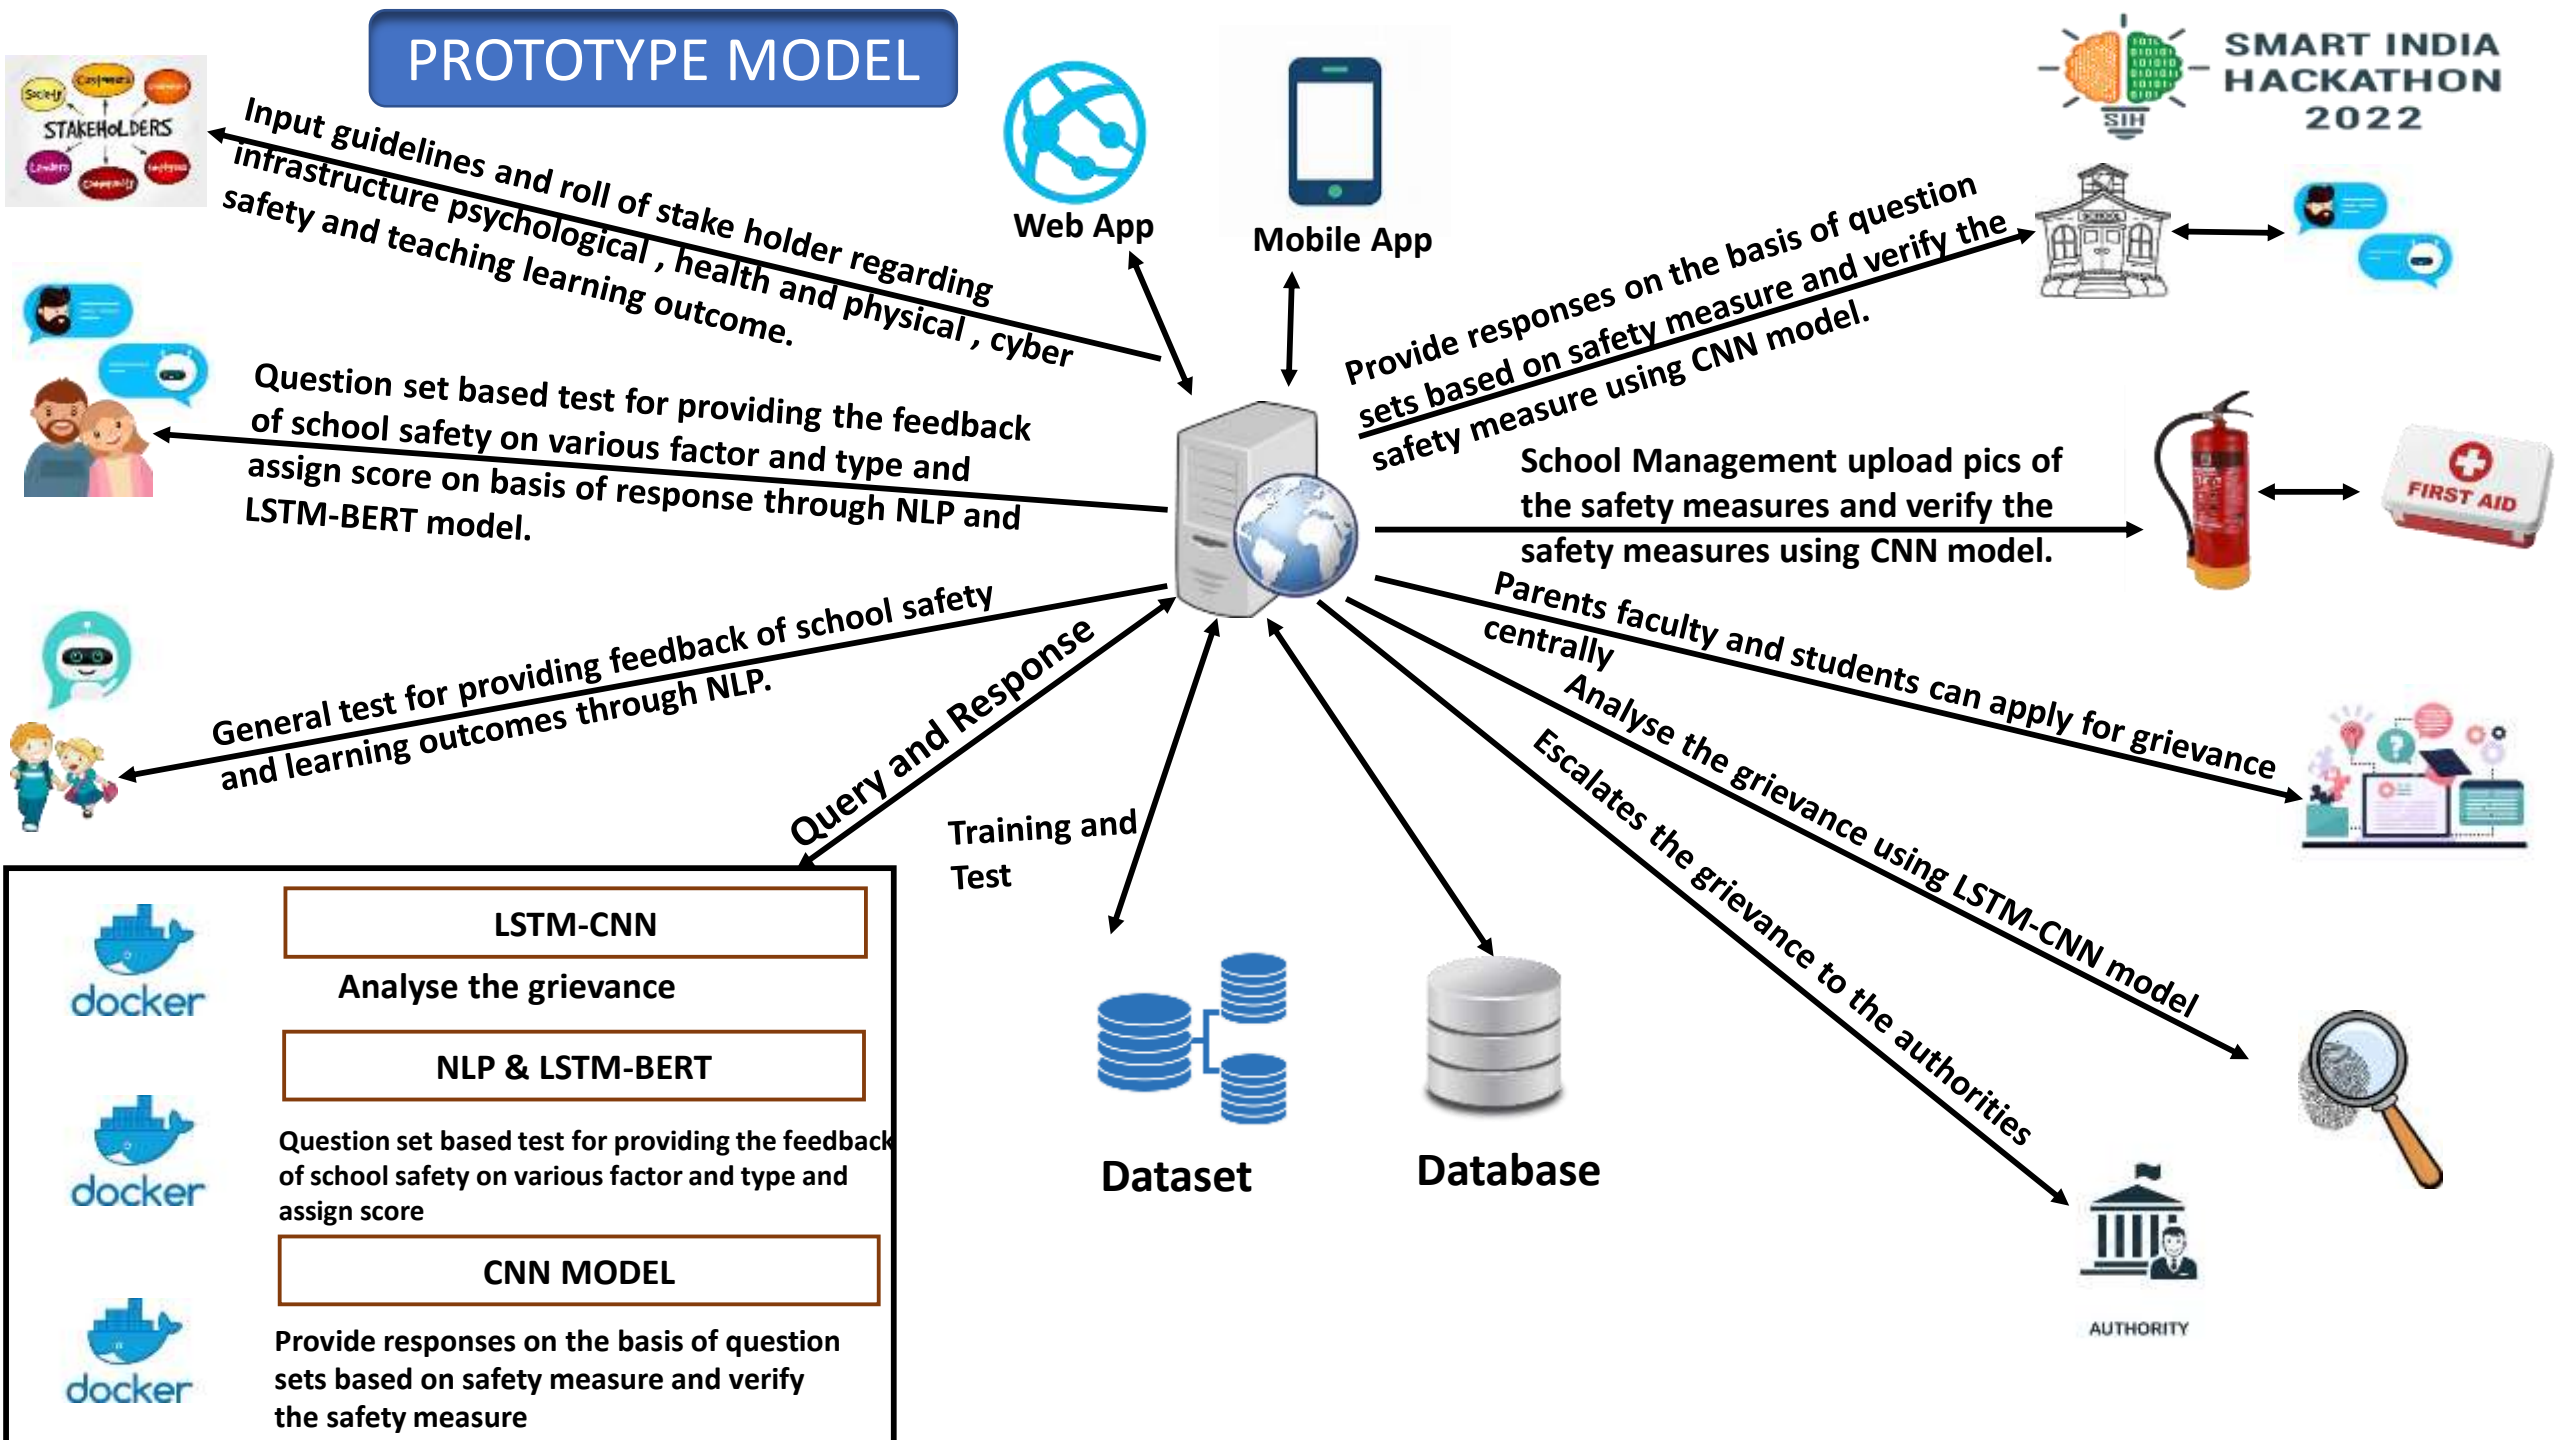 PROTOTYPE MODEL
SMART INDIA
HACKATHON
2022
SIH
Society
Customers
STAKEHOLDERS
Community
Input guidelines and roll of stake holder regarding
infrastructure psychological , health and physical , cyber
safety and teaching learning outcome.
Web App
Mobile App
Provide responses on the basis of question
sets based on safety measure and verify the
safety measure using CNN model.
SCHOOL
Question set based test for providing the feedback
of school safety on various factor and type and
assign score on basis of response through NLP and
LSTM-BERT model.
School Management upload pics of
the safety measures and verify the
safety measures using CNN model.
FIRST AID
General test for providing feedback of school safety
and learning outcomes through NLP.
Query and Response
Parents faculty and students can apply for grievance
centrally
Analyse the grievance using LSTM-CNN model
Escalates the grievance to the authorities
Training and
Test
Dataset
Database
AUTHORITY
docker
LSTM-CNN
Analyse the grievance
docker
NLP & LSTM-BERT
Question set based test for providing the feedback
of school safety on various factor and type and
assign score
docker
CNN MODEL
Provide responses on the basis of question
sets based on safety measure and verify
the safety measure